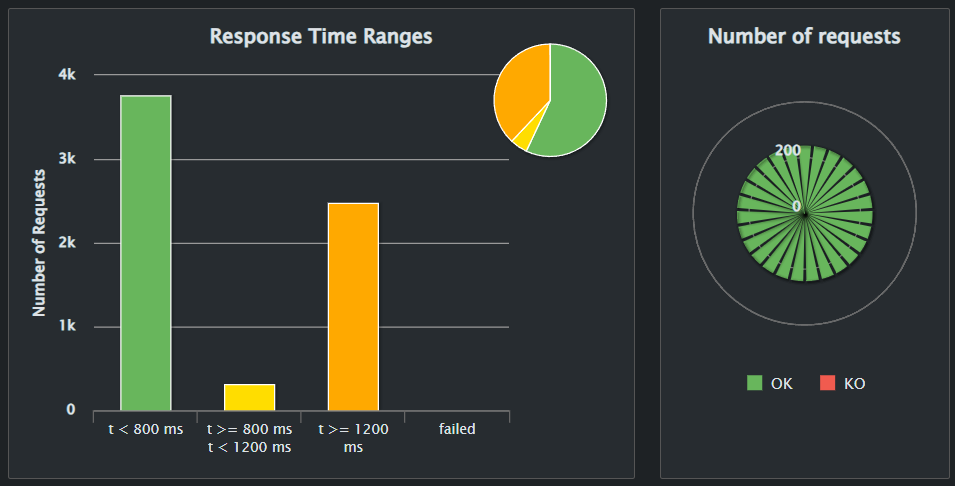 Response Time Ranges
Number of Requests
4k
3k
2k
1k
0
t < 800 ms
t >= 800 ms
t < 1200 ms
t >= 1200
ms
failed
Number of requests
200
0
OK
KO